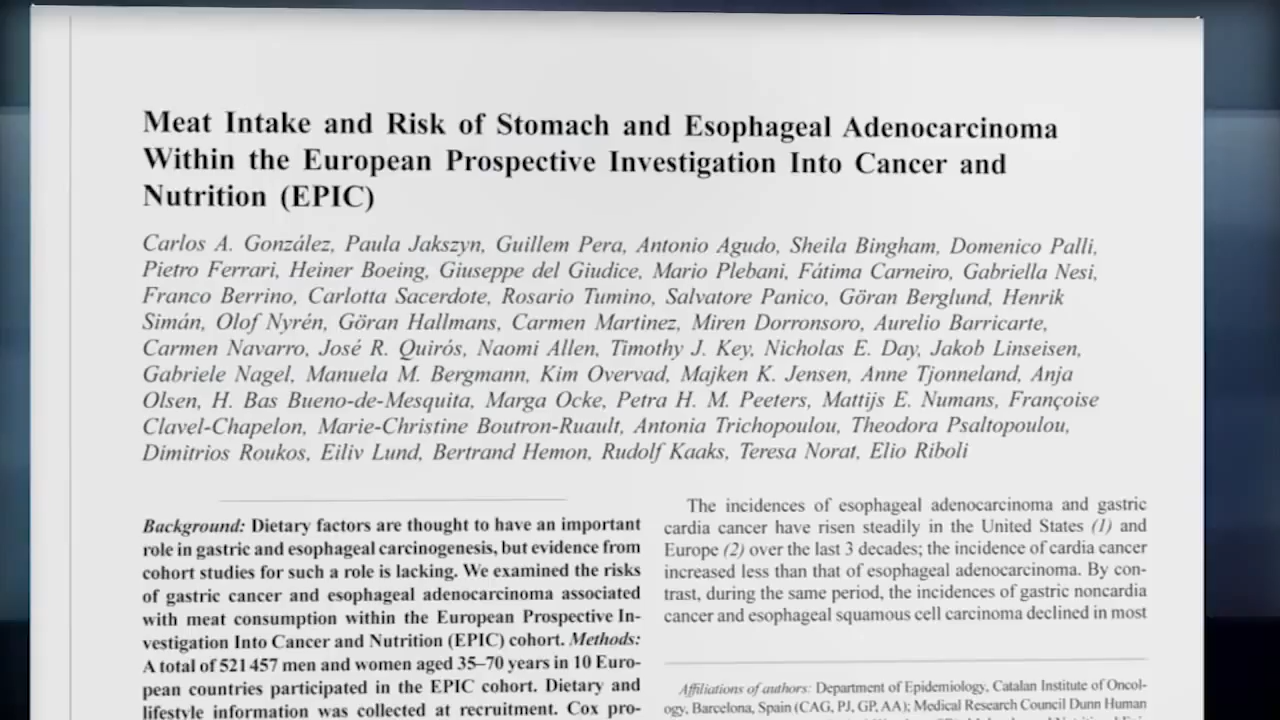 Meat Intake and Risk of Stomach and Esophageal Adenocarcinoma
Within the European Prospective Investigation Into Cancer and
Nutrition (EPIC)
Carlos A. González, Paula Jakszyn, Guillem Pera, Antonio Agudo, Sheila Bingham, Domenico Palli,
Pietro Ferrari, Heiner Boeing, Giuseppe del Giudice, Mario Plebani, Fátima Carneiro, Gabriella Nesi,
Franco Berrino, Carlotta Sacerdote, Rosario Tumino, Salvatore Panico, Göran Berglund, Henrik
Simán, Olof Nyrén, Göran Hallmans, Carmen Martinez, Miren Dorronsoro, Aurelio Barricarte,
Carmen Navarro, José R. Quirós, Naomi Allen, Timothy J. Key, Nicholas E. Day, Jakob Linseisen,
Gabriele Nagel, Manuela M. Bergmann, Kim Overvad, Majken K. Jensen, Anne Tjonneland, Anja
Olsen, H. Bas Bueno-de-Mesquita, Marga Ocke, Petra H. M. Peeters, Mattijs E. Numans, Françoise
Clavel-Chapelon, Marie-Christine Boutron-Ruault, Antonia Trichopoulou, Theodora Psaltopoulou,
Dimitrios Roukos, Eiliv Lund, Bertrand Hemon, Rudolf Kaaks, Teresa Norat, Elio Riboli
Background: Dietary factors are thought to have an important
role in gastric and esophageal carcinogenesis, but evidence from
cohort studies for such a role is lacking. We examined the risks
of gastric cancer and esophageal adenocarcinoma associated
with meat consumption within the European Prospective In-
vestigation Into Cancer and Nutrition (EPIC) cohort. Methods:
A total of 521 457 men and women aged 35–70 years in 10 Euro-
pean countries participated in the EPIC cohort. Dietary and
lifestyle information was collected at recruitment. Cox pro-
The incidences of esophageal adenocarcinoma and gastric
cardia cancer have risen steadily in the United States (1) and
Europe (2) over the last 3 decades; the incidence of cardia cancer
increased less than that of esophageal adenocarcinoma. By con-
trast, during the same period, the incidences of gastric noncardia
cancer and esophageal squamous cell carcinoma declined in most
Affiliations of authors: Department of Epidemiology, Catalan Institute of Oncol-
ogy, Barcelona, Spain (CAG, PJ, GP, AA); Medical Research Council Dunn Human